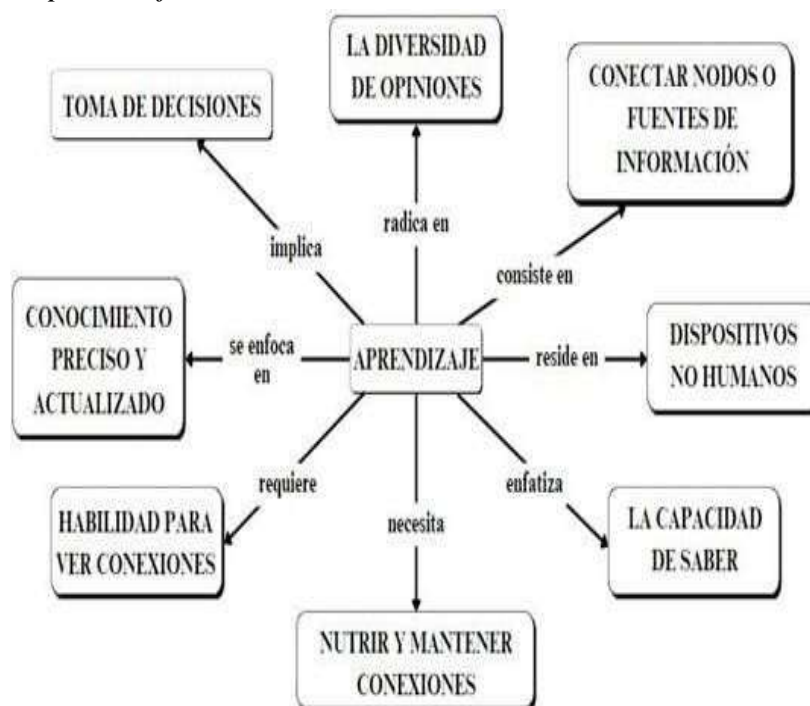 LA DIVERSIDAD
DE OPINIONES
TOMA DE DECISIONES
CONECTAR NODOS O
FUENTES DE
INFORMACIÓN
implica
radica en
consiste en
CONOCIMIENTO
PRECISO Y
ACTUALIZADO
se enfoca
en
APRENDIZAJE
reside en
DISPOSITIVOS
NO HUMANOS
requiere
necesita
enfatiza
HABILIDAD PARA
VER CONEXIONES
LA CAPACIDAD
DE SABER
NUTRIR Y MANTENER
CONEXIONES